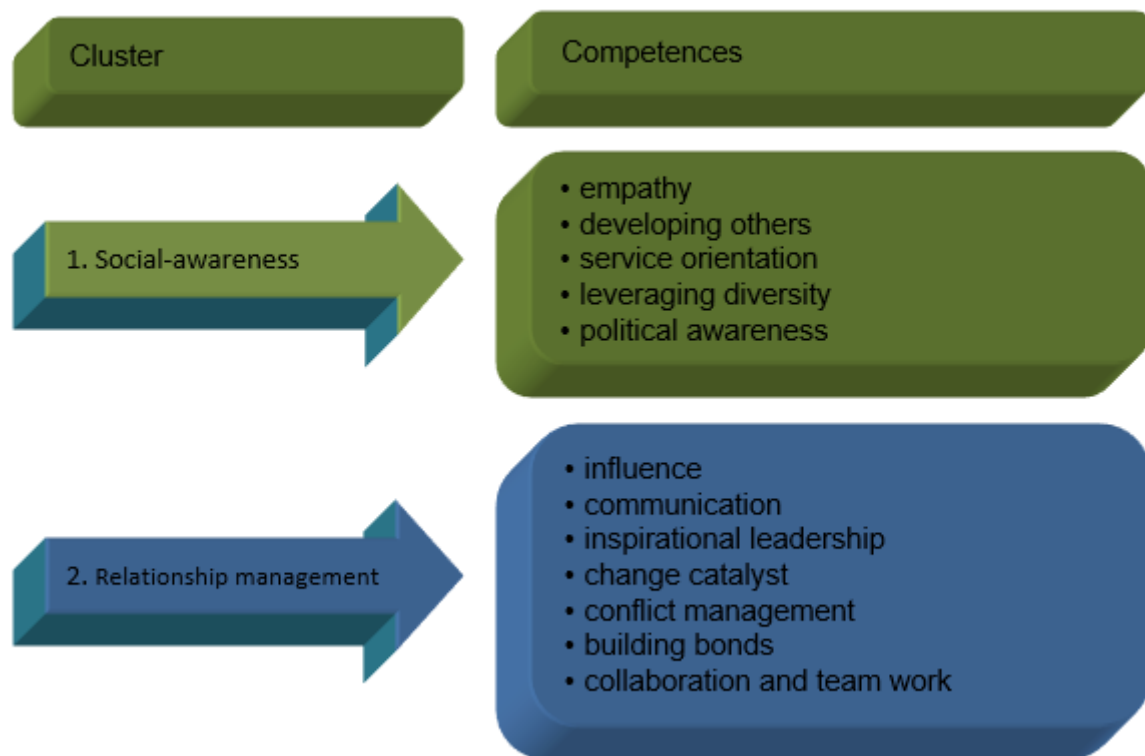 Cluster
Competences
1. Social-awareness
• empathy
• developing others
• service orientation
• leveraging diversity
• political awareness
2. Relationship management
• influence
• communication
• inspirational leadership
• change catalyst
• conflict management
• building bonds
• collaboration and team work